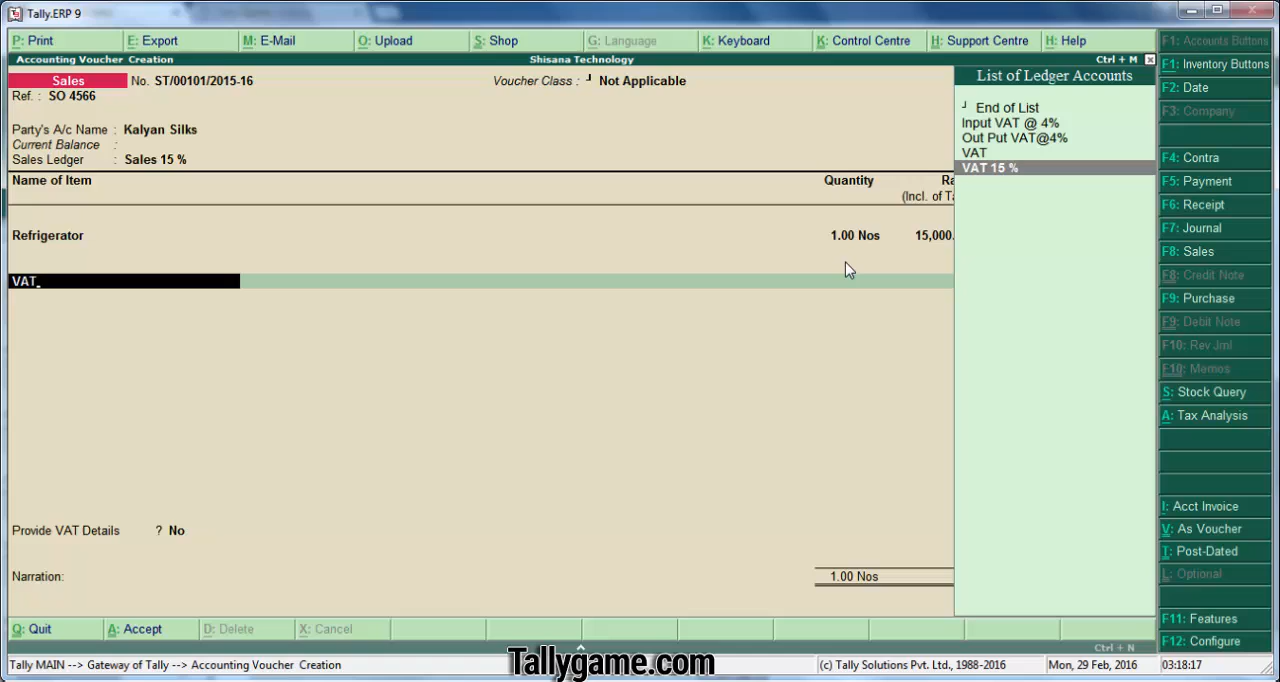 Tally.ERP 9
P: Print E: Export M: E-Mail O: Upload S: Shop G: Language K: Keyboard K: Control Centre H: Support Centre H: Help
F1: Accounts Buttons
Accounting Voucher Creation Shisana Technology Ctrl + M
F1: Inventory Buttons
Sales No. ST/00101/2015-16 Voucher Class : ┘ Not Applicable
List of Ledger Accounts
F2: Date
Ref. : SO 4566
┘ End of List
F3: Company
Input VAT @ 4%
Party's A/c Name : Kalyan Silks
Out Put VAT@4%
Current Balance :
VAT
Sales Ledger : Sales 15 %
VAT 15 %
F4: Contra
Name of Item Quantity Ra
F5: Payment
(Incl. of Ta
F6: Receipt
F7: Journal
Refrigerator 1.00 Nos 15,000.
F8: Sales
F8: Credit Note
VAT
F9: Purchase
F9: Debit Note
F10: Rev Jrnl
F10: Memos
S: Stock Query
A: Tax Analysis
I: Acct Invoice
Provide VAT Details ? No
V: As Voucher
T: Post-Dated
Narration: 1.00 Nos
L: Optional
F11: Features
Q: Quit A: Accept D: Delete X: Cancel
F12: Configure
Ctrl + N
Tally MAIN --> Gateway of Tally --> Accounting Voucher Creation
Tallygame.com
(c) Tally Solutions Pvt. Ltd., 1988-2016 Mon, 29 Feb, 2016 03:18:17